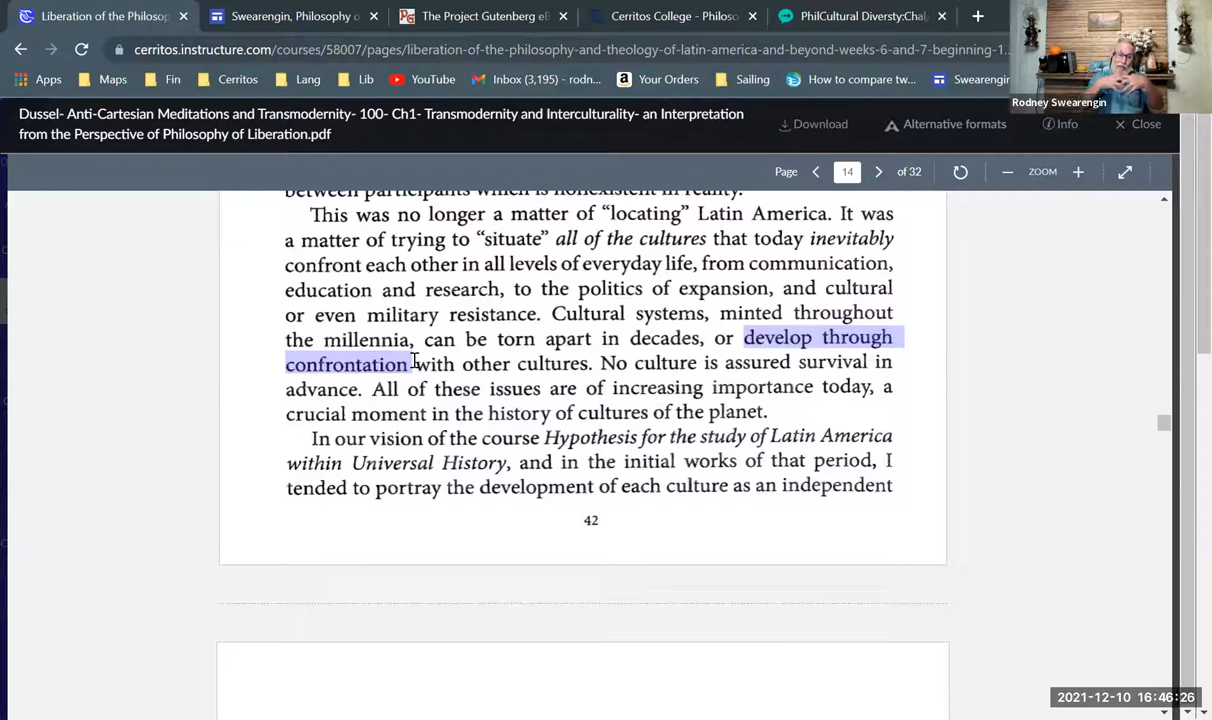 Liberation of the Philosop
Swearengin, Philosophy o
The Project Gutenberg eB
Cerritos College - Philoso
PhilCultural Diversty:Chal
cerritos.instructure.com/courses/58007/pages/liberation-of-the-philosophy-and-theology-of-latin-america-and-beyond-weeks-6-and-7-beginning-1...
Apps
Maps
Fin
Cerritos
Lang
Lib
YouTube
Inbox (3,195) - rodn...
Your Orders
Sailing
How to compare tw...
Swearengin
Rodney Swearengin
Dussel- Anti-Cartesian Meditations and Transmodernity- 100- Ch1- Transmodernity and Interculturality- an Interpretation
from the Perspective of Philosophy of Liberation.pdf
Download
Alternative formats
Info
Close
Page 14 of 32
ZOOM
between participants which is nonexistent in reality.
This was no longer a matter of “locating” Latin America. It was
a matter of trying to “situate” all of the cultures that today inevitably
confront each other in all levels of everyday life, from communication,
education and research, to the politics of expansion, and cultural
or even military resistance. Cultural systems, minted throughout
the millennia, can be torn apart in decades, or develop through
confrontation with other cultures. No culture is assured survival in
advance. All of these issues are of increasing importance today, a
crucial moment in the history of cultures of the planet.
In our vision of the course Hypothesis for the study of Latin America
within Universal History, and in the initial works of that period, I
tended to portray the development of each culture as an independent
42
2021-12-10 16:46:26